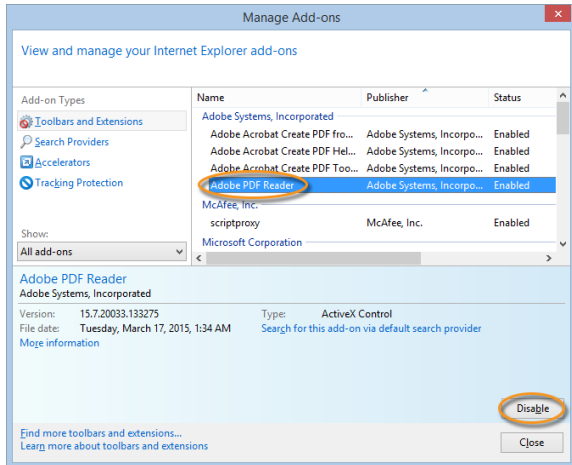 Manage Add-ons
View and manage your Internet Explorer add-ons
Add-on Types
Toolbars and Extensions
Search Providers
Accelerators
Tracking Protection
Show:
All add-ons
Name Publisher Status
Adobe Systems, Incorporated
Adobe Acrobat Create PDF fro... Adobe Systems, Incorpo... Enabled
Adobe Acrobat Create PDF Hel... Adobe Systems, Incorpo... Enabled
Adobe Acrobat Create PDF Too... Adobe Systems, Incorpo... Enabled
Adobe PDF Reader Adobe Systems, Incorpo... Enabled
McAfee, Inc.
scriptproxy McAfee, Inc. Enabled
Microsoft Corporation
Adobe PDF Reader
Adobe Systems, Incorporated
Version: 15.7.20033.133275 Type: ActiveX Control
File date: Tuesday, March 17, 2015, 1:34 AM Search for this add-on via default search provider
More information
Disable
Find more toolbars and extensions...
Learn more about toolbars and extensions
Close